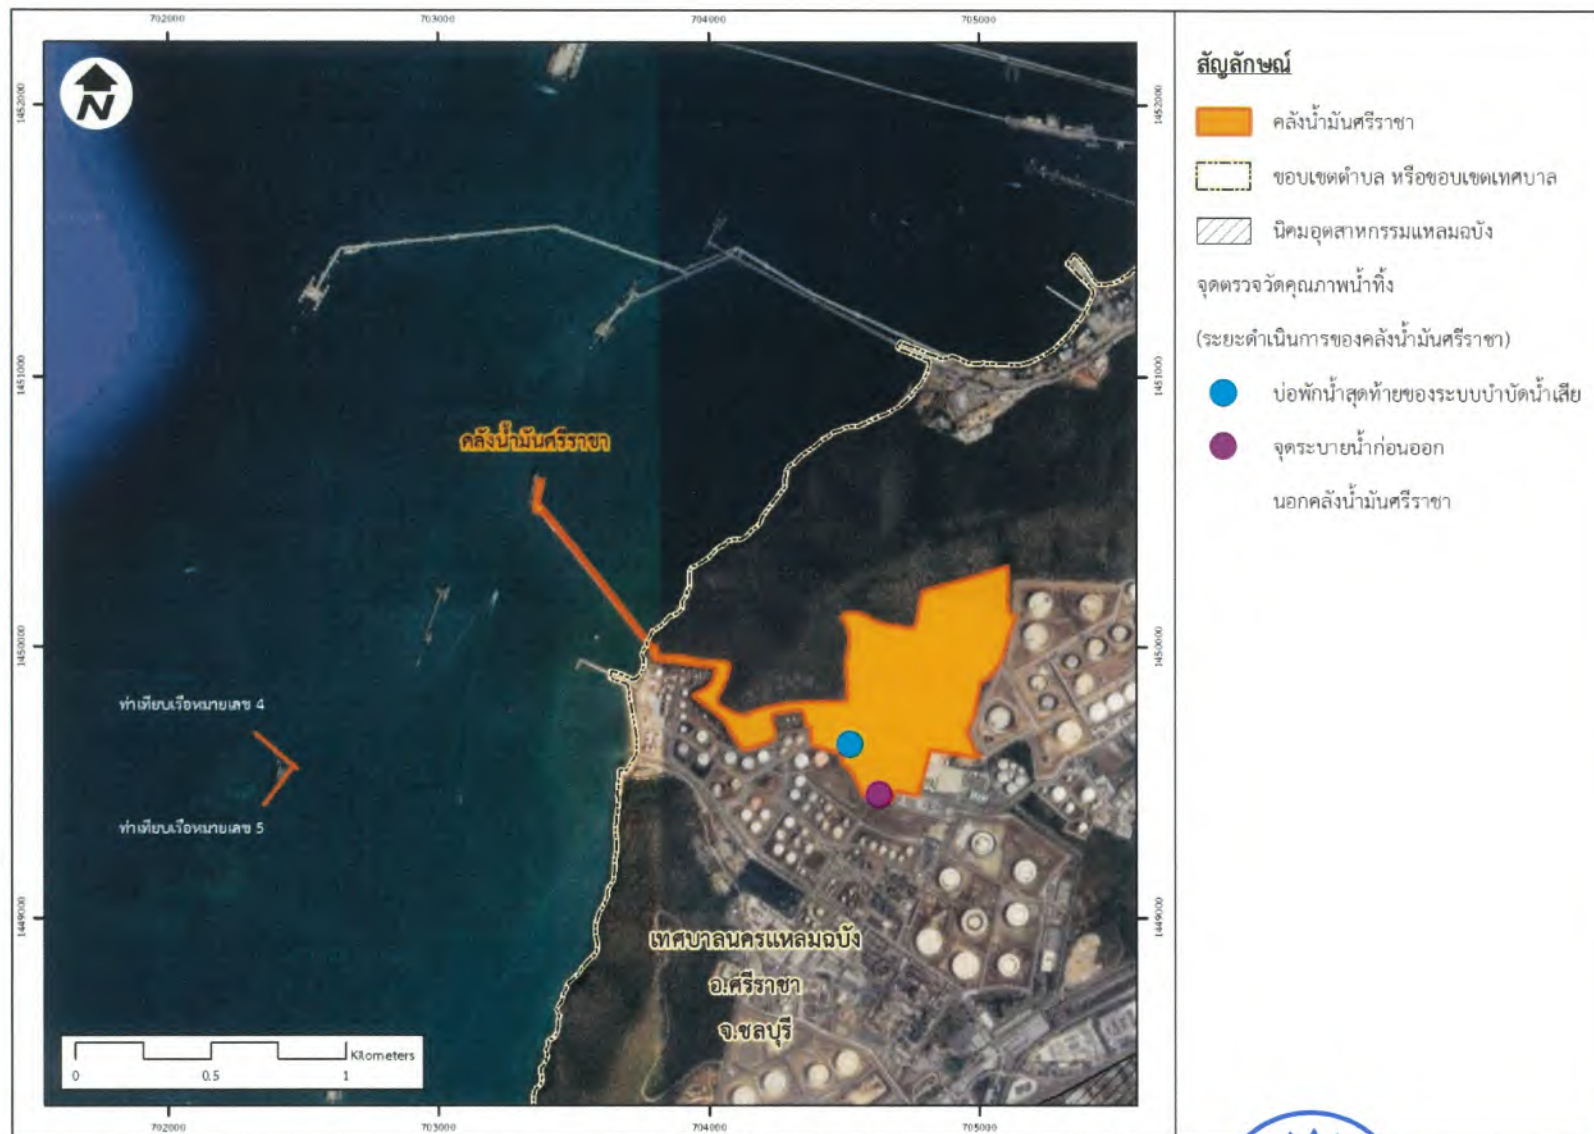 702000
703000
704000
705000
N
1452000
1452000
1451000
1451000
1450000
1450000
1449000
1449000
คลังน้ำมันศรีราชา
ท่าเทียบเรือหมายเลข 4
ท่าเทียบเรือหมายเลข 5
เทศบาลนครแหลมฉบัง
อ.ศรีราชา
จ.ชลบุรี
Kilometers
0
0.5
1
702000
703000
704000
705000
สัญลักษณ์
คลังน้ำมันศรีราชา
ขอบเขตตำบล หรือขอบเขตเทศบาล
นิคมอุตสาหกรรมแหลมฉบัง
จุดตรวจวัดคุณภาพน้ำทิ้ง
(ระยะดำเนินการของคลังน้ำมันศรีราชา)
บ่อพักน้ำสุดท้ายของระบบบำบัดน้ำเสีย
จุดระบายน้ำก่อนออก
นอกคลังน้ำมันศรีราชา